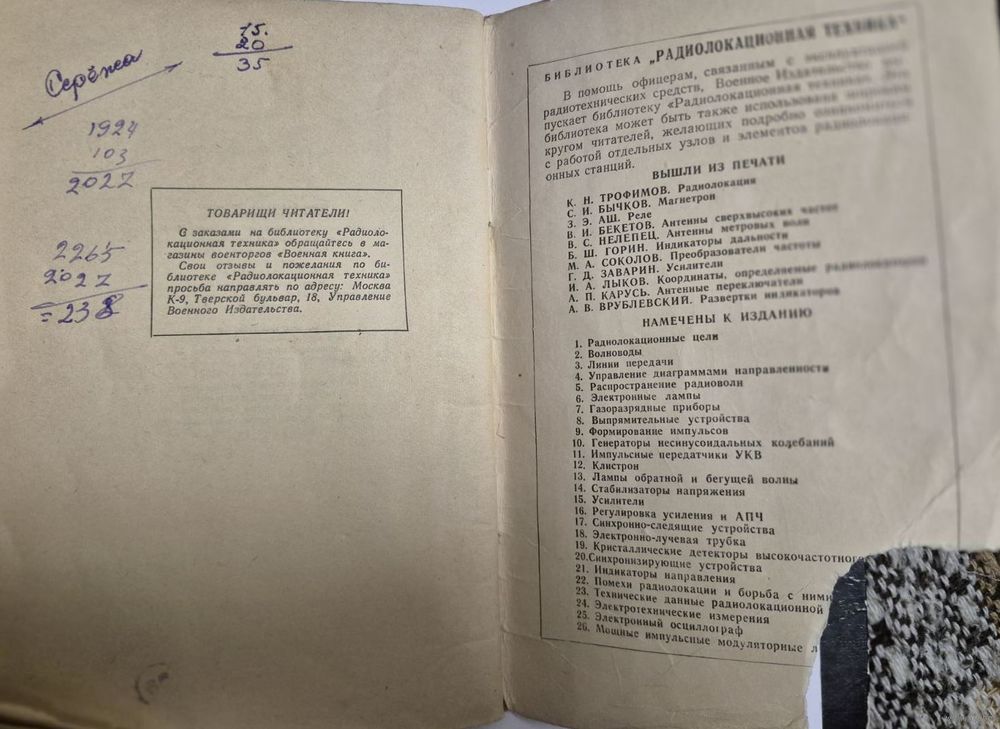 Серёжа
15.
20
35
1924
103
2027
2265
2027
=238
ТОВАРИЩИ ЧИТАТЕЛИ!
С заказами на библиотеку «Радиоло-
кационная техника» обращайтесь в ма-
газины военторгов «Военная книга».
Свои отзывы и пожелания по би-
блиотеке «Радиолокационная техника»
просьба направлять по адресу: Москва
К-9, Тверской бульвар, 18, Управление
Военного Издательства.
БИБЛИОТЕКА „РАДИОЛОКАЦИОННАЯ ТЕХНИКА“
В помощь офицерам, связанным с эксплуатацией
радиотехнических средств, Военное Издательство вы-
пускает библиотеку «Радиолокационная техника». Эта
библиотека может быть также использована широким
кругом читателей, желающих подробно ознакомиться
с работой отдельных узлов и элементов радиолокаци-
онных станций.
ВЫШЛИ ИЗ ПЕЧАТИ
К. Н. ТРОФИМОВ. Радиолокация
С. И. БЫЧКОВ. Магнетрон
З. Э. АШ. Реле
В. И. БЕКЕТОВ. Антенны сверхвысоких частот
В. С. НЕЛЕПЕЦ. Антенны метровых волн
Б. Ш. ГОРИН. Индикаторы дальности
М. А. СОКОЛОВ. Преобразователи частоты
Г. Д. ЗАВАРИН. Усилители
И. А. ЛЫКОВ. Координаты, определяемые радиолокацией
А. П. КАРУСЬ. Антенные переключатели
А. В. ВРУБЛЕВСКИЙ. Развертки индикаторов
НАМЕЧЕНЫ К ИЗДАНИЮ
1. Радиолокационные цели
2. Волноводы
3. Линии передачи
4. Управление диаграммами направленности
5. Распространение радиоволн
6. Электронные лампы
7. Газоразрядные приборы
8. Выпрямительные устройства
9. Формирование импульсов
10. Генераторы несинусоидальных колебаний
11. Импульсные передатчики УКВ
12. Клистрон
13. Лампы обратной и бегущей волны
14. Стабилизаторы напряжения
15. Усилители
16. Регулировка усиления и АПЧ
17. Синхронно-следящие устройства
18. Электронно-лучевая трубка
19. Кристаллические детекторы высокочастотного
20.Синхронизирующие устройства
21. Индикаторы направления
22. Помехи радиолокации и борьба с ними
23. Технические данные радиолокационной
24. Электротехнические измерения
25. Электронный осциллограф
26. Мощные импульсные модуляторные л